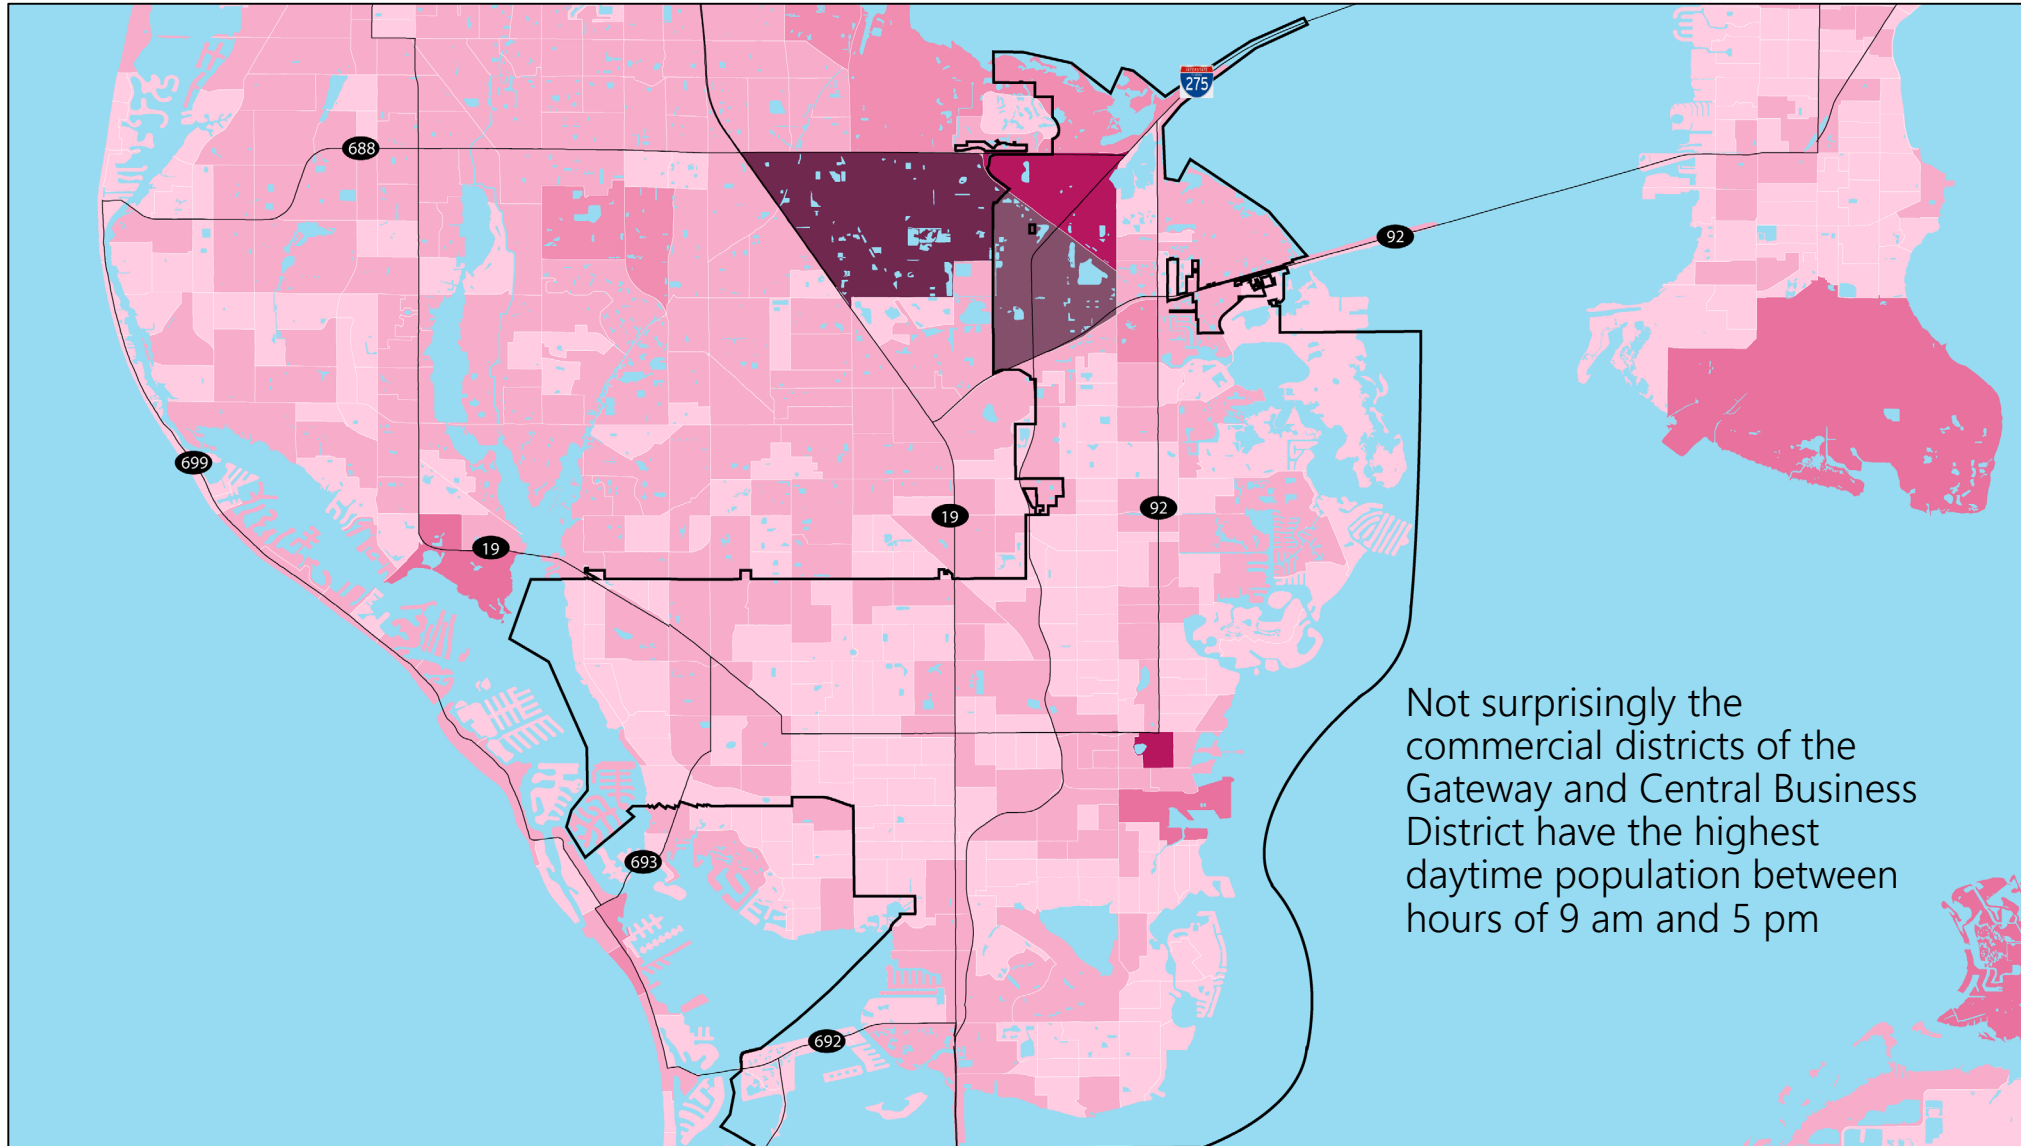 INTERSTATE
275
688
92
699
19
92
19
Not surprisingly the
commercial districts of the
Gateway and Central Business
District have the highest
daytime population between
hours of 9 am and 5 pm
693
692